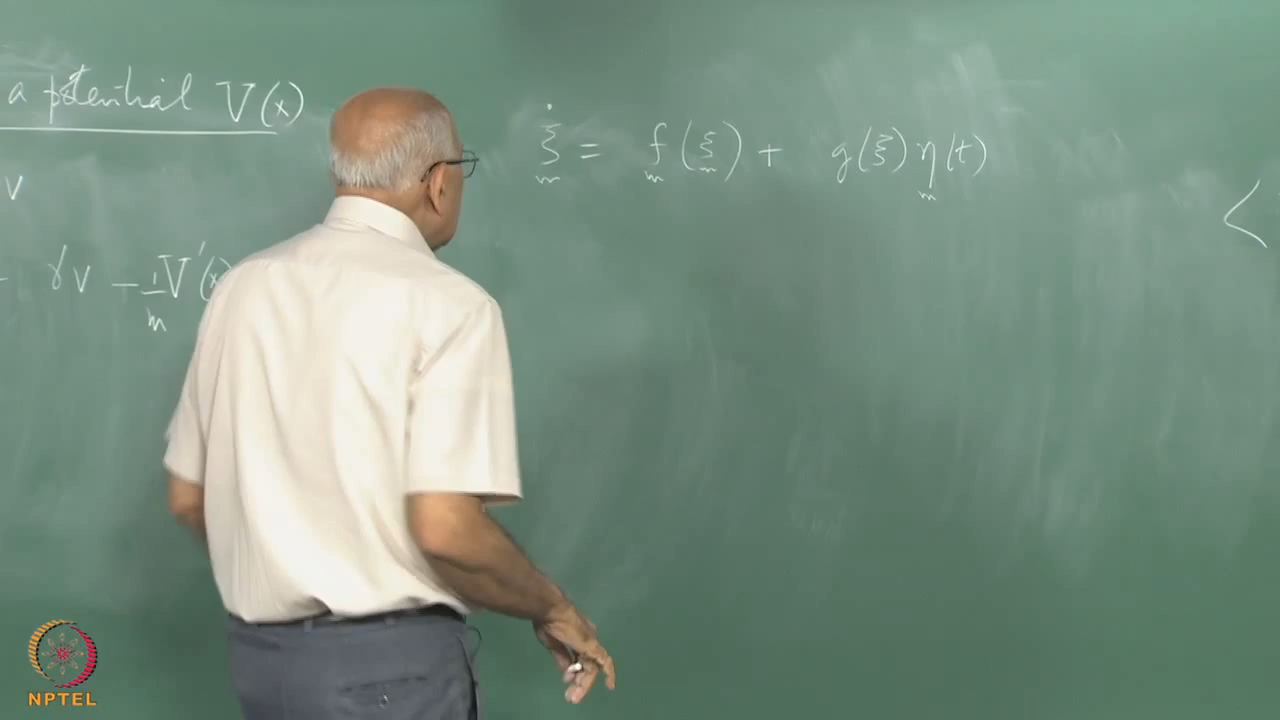 a potential V(x)
v
- γv - 1/m V'(x)
ξ̇ = f(ξ) + g(ξ) η(t)
<
NPTEL